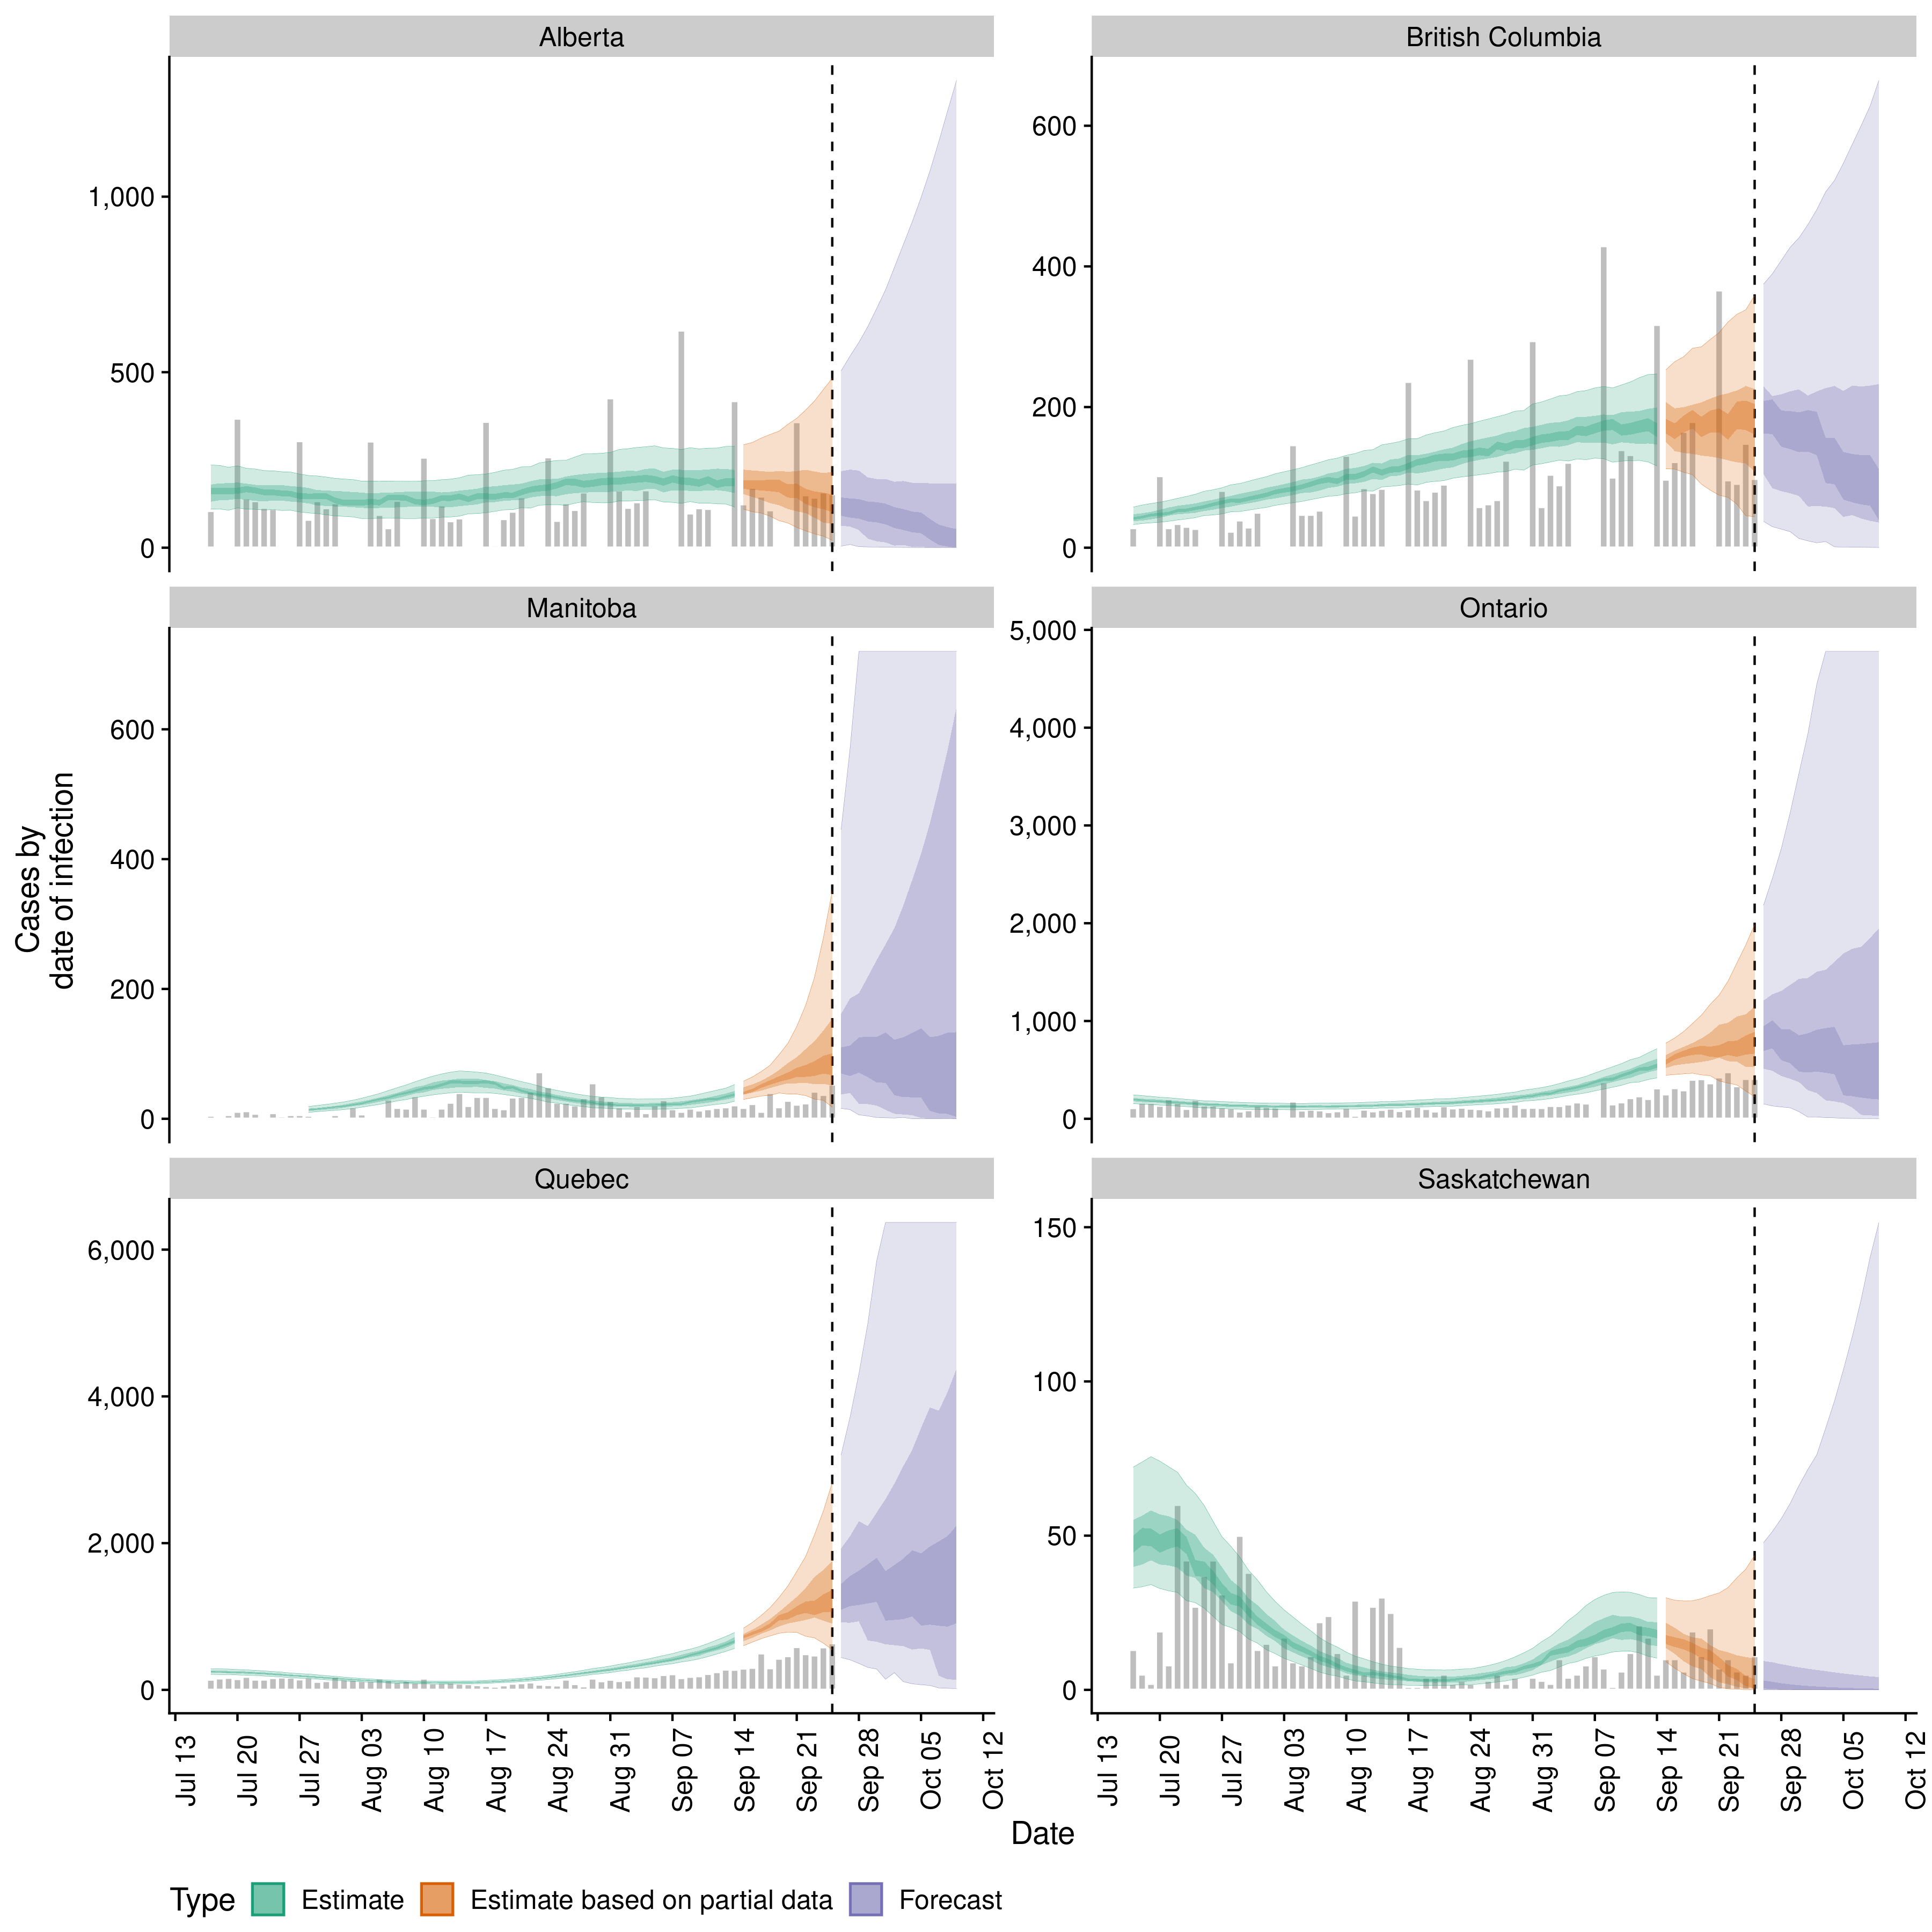 Alberta
British Columbia
1,000
500
0
600
400
200
0
Manitoba
Ontario
600
400
200
0
5,000
4,000
3,000
2,000
1,000
0
Cases by
date of infection
Quebec
Saskatchewan
6,000
4,000
2,000
0
150
100
50
0
Jul 13
Jul 20
Jul 27
Aug 03
Aug 10
Aug 17
Aug 24
Aug 31
Sep 07
Sep 14
Sep 21
Sep 28
Oct 05
Oct 12
Jul 13
Jul 20
Jul 27
Aug 03
Aug 10
Aug 17
Aug 24
Aug 31
Sep 07
Sep 14
Sep 21
Sep 28
Oct 05
Oct 12
Date
Type Estimate Estimate based on partial data Forecast